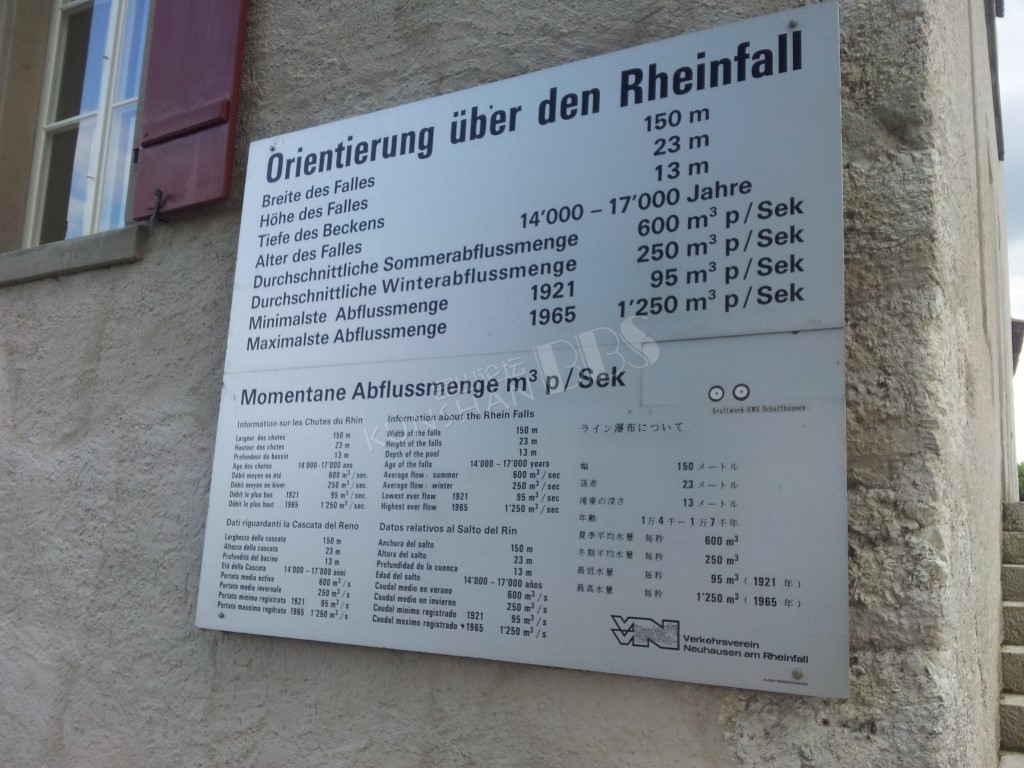 Orientierung über den Rheinfall
Breite des Falles 150 m
Höhe des Falles 23 m
Tiefe des Beckens 13 m
Alter des Falles 14'000 – 17'000 Jahre
Durchschnittliche Sommerabflussmenge 600 m³ p/Sek
Durchschnittliche Winterabflussmenge 250 m³ p/Sek
Minimalste Abflussmenge 1921 95 m³ p/Sek
Maximalste Abflussmenge 1965 1'250 m³ p/Sek
Momentane Abflussmenge m³ p/Sek
Kraftwerk Schaffhausen
Information sur les Chutes du Rhin
Largeur des chutes 150 m
Hauteur des chutes 23 m
Profondeur du bassin 13 m
Age des chutes 14'000-17'000 ans
Débit moyen en été 600 m³/sec.
Débit moyen en hiver 250 m³/sec.
Débit le plus bas 1921 95 m³/sec.
Débit le plus haut 1965 1'250 m³/sec.
Information about the Rhein Falls
Width of the falls 150 m
Height of the falls 23 m
Depth of the pool 13 m
Age of the falls 14'000 – 17'000 years
Average flow: summer 600 m³/sec
Average flow: winter 250 m³/sec
Lowest ever flow 1921 95 m³/sec
Highest ever flow 1965 1'250 m³/sec
ライン瀑布について
幅 150 メートル
落差 23 メートル
滝壷の深さ 13 メートル
年齢 1万4千－1万7千年
夏季平均水量 毎秒 600 m³
冬期平均水量 毎秒 250 m³
最低水量 毎秒 95 m³ ( 1921 年 )
最高水量 毎秒 1'250 m³ ( 1965 年 )
Dati riguardanti la Cascata del Reno
Larghezza della cascata 150 m
Altezza della cascata 23 m
Profondità del bacino 13 m
Età della Cascata 14'000 – 17'000 anni
Portata media estiva 600 m³/s
Portata media invernale 250 m³/s
Portata minima registrata 1921 95 m³/s
Portata massima regitrata 1965 1'250 m³/s
Datos relativos al Salto del Rín
Anchura del salto 150 m
Altura del salto 23 m
Profundidad de la cuenca 13 m
Edad del salto 14'000 – 17'000 años
Caudal medio en verano 600 m³/s
Caudal medio en invierno 250 m³/s
Caudal minimo registrado 1921 95 m³/s
Caudal maximo registrado 1965 1'250 m³/s
VVN
Verkehrsverein
Neuhausen am Rheinfall
昆山论坛
KUNSHAN BBS